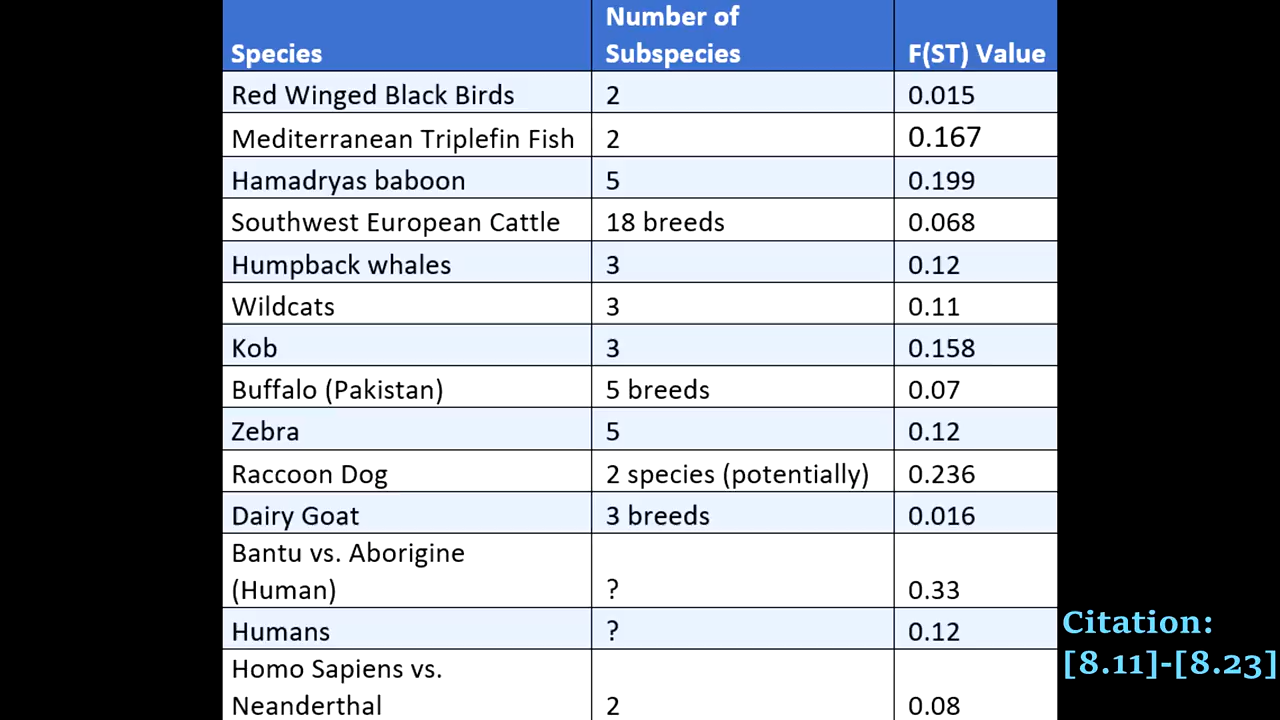 Species Number of Subspecies F(ST) Value
Red Winged Black Birds 2 0.015
Mediterranean Triplefin Fish 2 0.167
Hamadryas baboon 5 0.199
Southwest European Cattle 18 breeds 0.068
Humpback whales 3 0.12
Wildcats 3 0.11
Kob 3 0.158
Buffalo (Pakistan) 5 breeds 0.07
Zebra 5 0.12
Raccoon Dog 2 species (potentially) 0.236
Dairy Goat 3 breeds 0.016
Bantu vs. Aborigine
(Human) ? 0.33
Humans ? 0.12
Homo Sapiens vs.
Neanderthal 2 0.08
Citation:
[8.11]-[8.23]